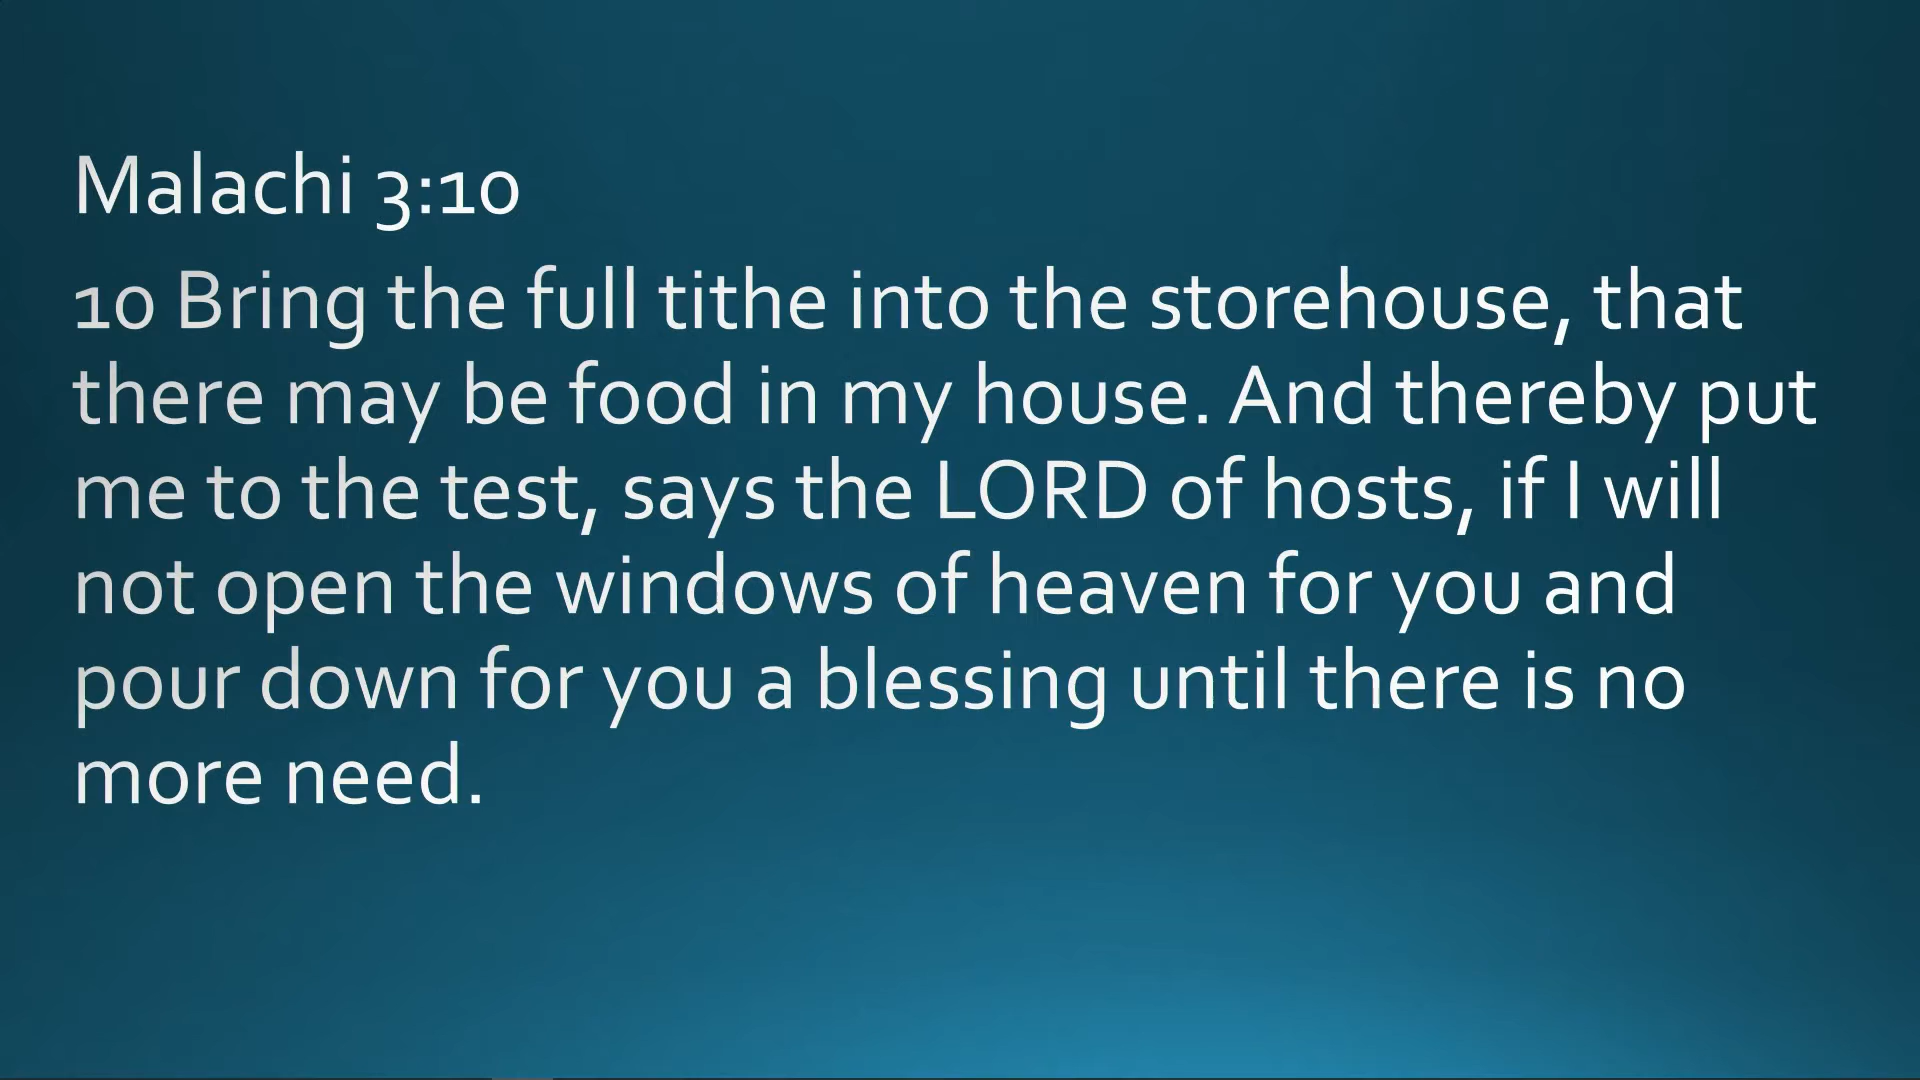 Malachi 3:10
10 Bring the full tithe into the storehouse, that
there may be food in my house. And thereby put
me to the test, says the LORD of hosts, if I will
not open the windows of heaven for you and
pour down for you a blessing until there is no
more need.